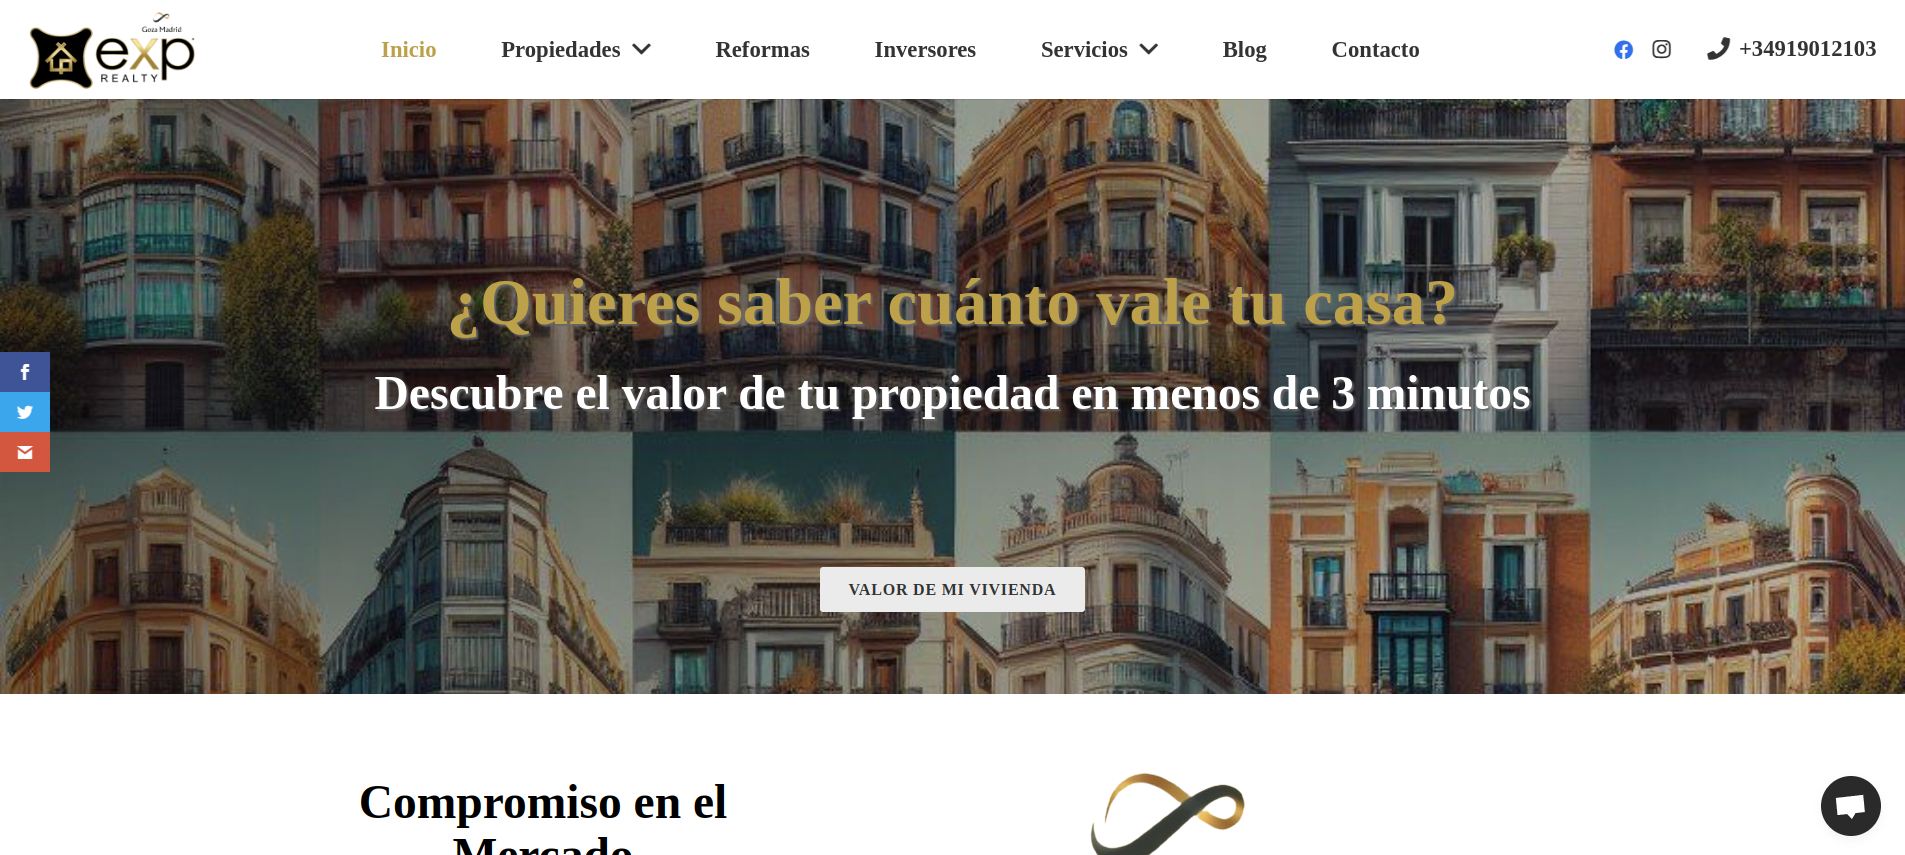 Goza Madrid
exp
REALTY
Inicio
Propiedades
Reformas
Inversores
Servicios
Blog
Contacto
+34919012103
¿Quieres saber cuánto vale tu casa?
Descubre el valor de tu propiedad en menos de 3 minutos
VALOR DE MI VIVIENDA
Compromiso en el
Mercado